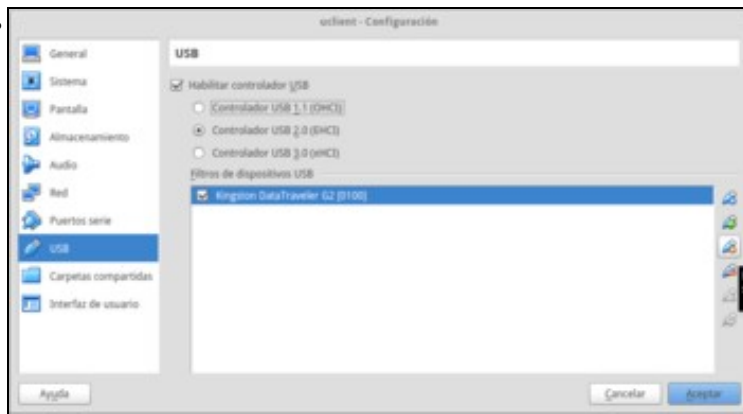 uclient - Configuración
General
Sistema
Pantalla
Almacenamiento
Audio
Red
Puertos serie
USB
Carpetas compartidas
Interfaz de usuario
USB
Habilitar controlador USB
Controlador USB 1.1 (OHCI)
Controlador USB 2.0 (EHCI)
Controlador USB 3.0 (xHCI)
Filtros de dispositivos USB
Kingston DataTraveler G2 [0100]
Ayuda
Cancelar
Aceptar